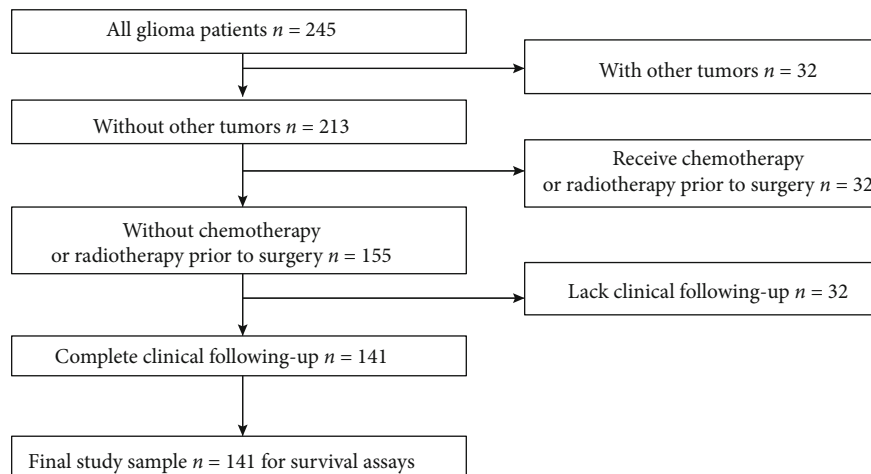 All glioma patients n = 245
With other tumors n = 32
Without other tumors n = 213
Receive chemotherapy
or radiotherapy prior to surgery n = 32
Without chemotherapy
or radiotherapy prior to surgery n = 155
Lack clinical following-up n = 32
Complete clinical following-up n = 141
Final study sample n = 141 for survival assays